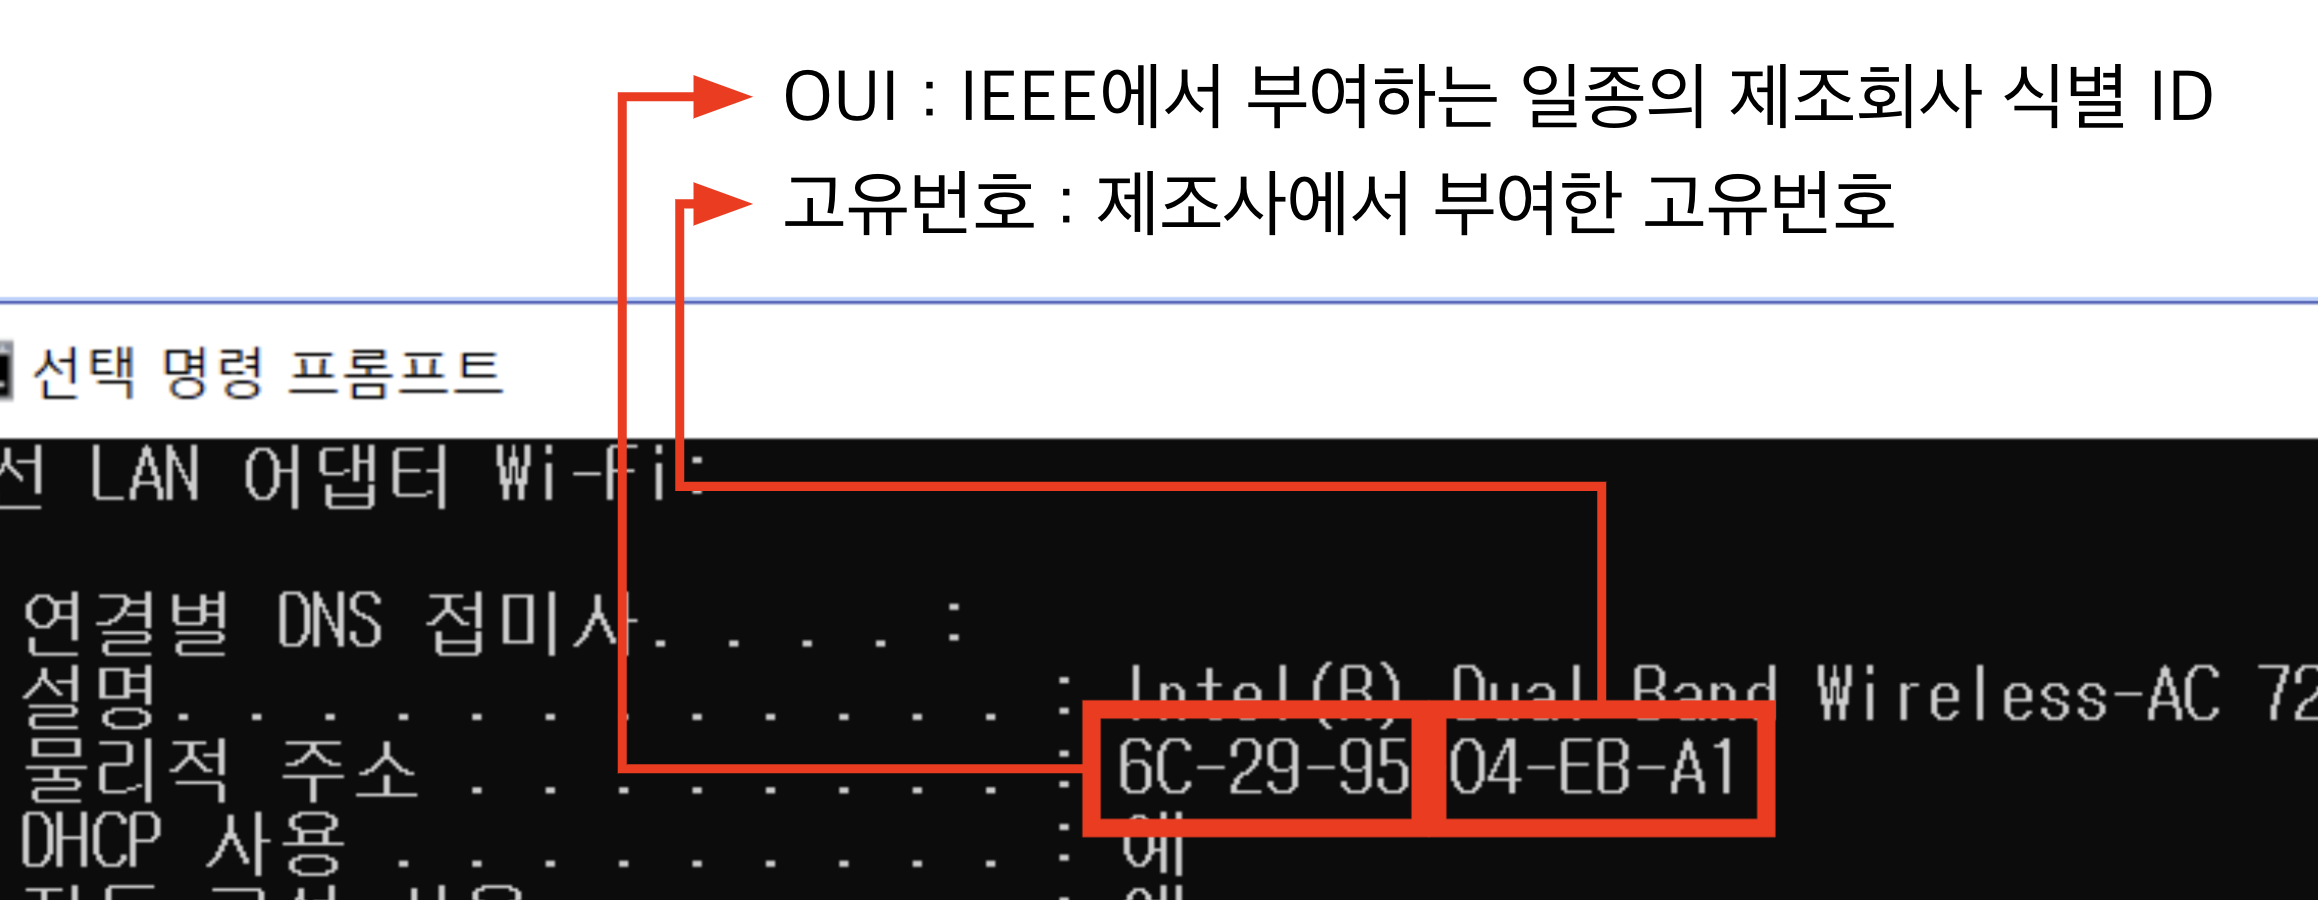 OUI : IEEE에서 부여하는 일종의 제조회사 식별 ID
고유번호 : 제조사에서 부여한 고유번호
선택 명령 프롬프트
선 LAN 어댑터 Wi-Fi:
연결별 DNS 접미사. . . . :
설명. . . . . . . . . . . . : Intel(R) Dual Band Wireless-AC 72
물리적 주소 . . . . . . . . : 6C-29-95 04-EB-A1
DHCP 사용 . . . . . . . . . : 예